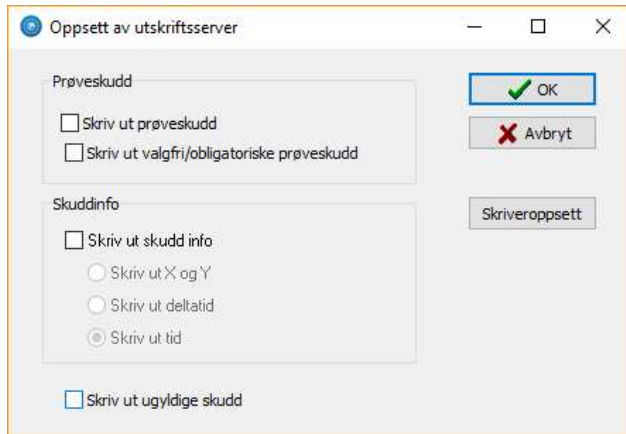 Oppsett av utskriftsserver
Prøveskudd
Skriv ut prøveskudd
Skriv ut valgfri/obligatoriske prøveskudd
Skuddinfo
Skriv ut skudd info
Skriv ut X og Y
Skriv ut deltatid
Skriv ut tid
Skriv ut ugyldige skudd
OK
Avbryt
Skriveroppsett